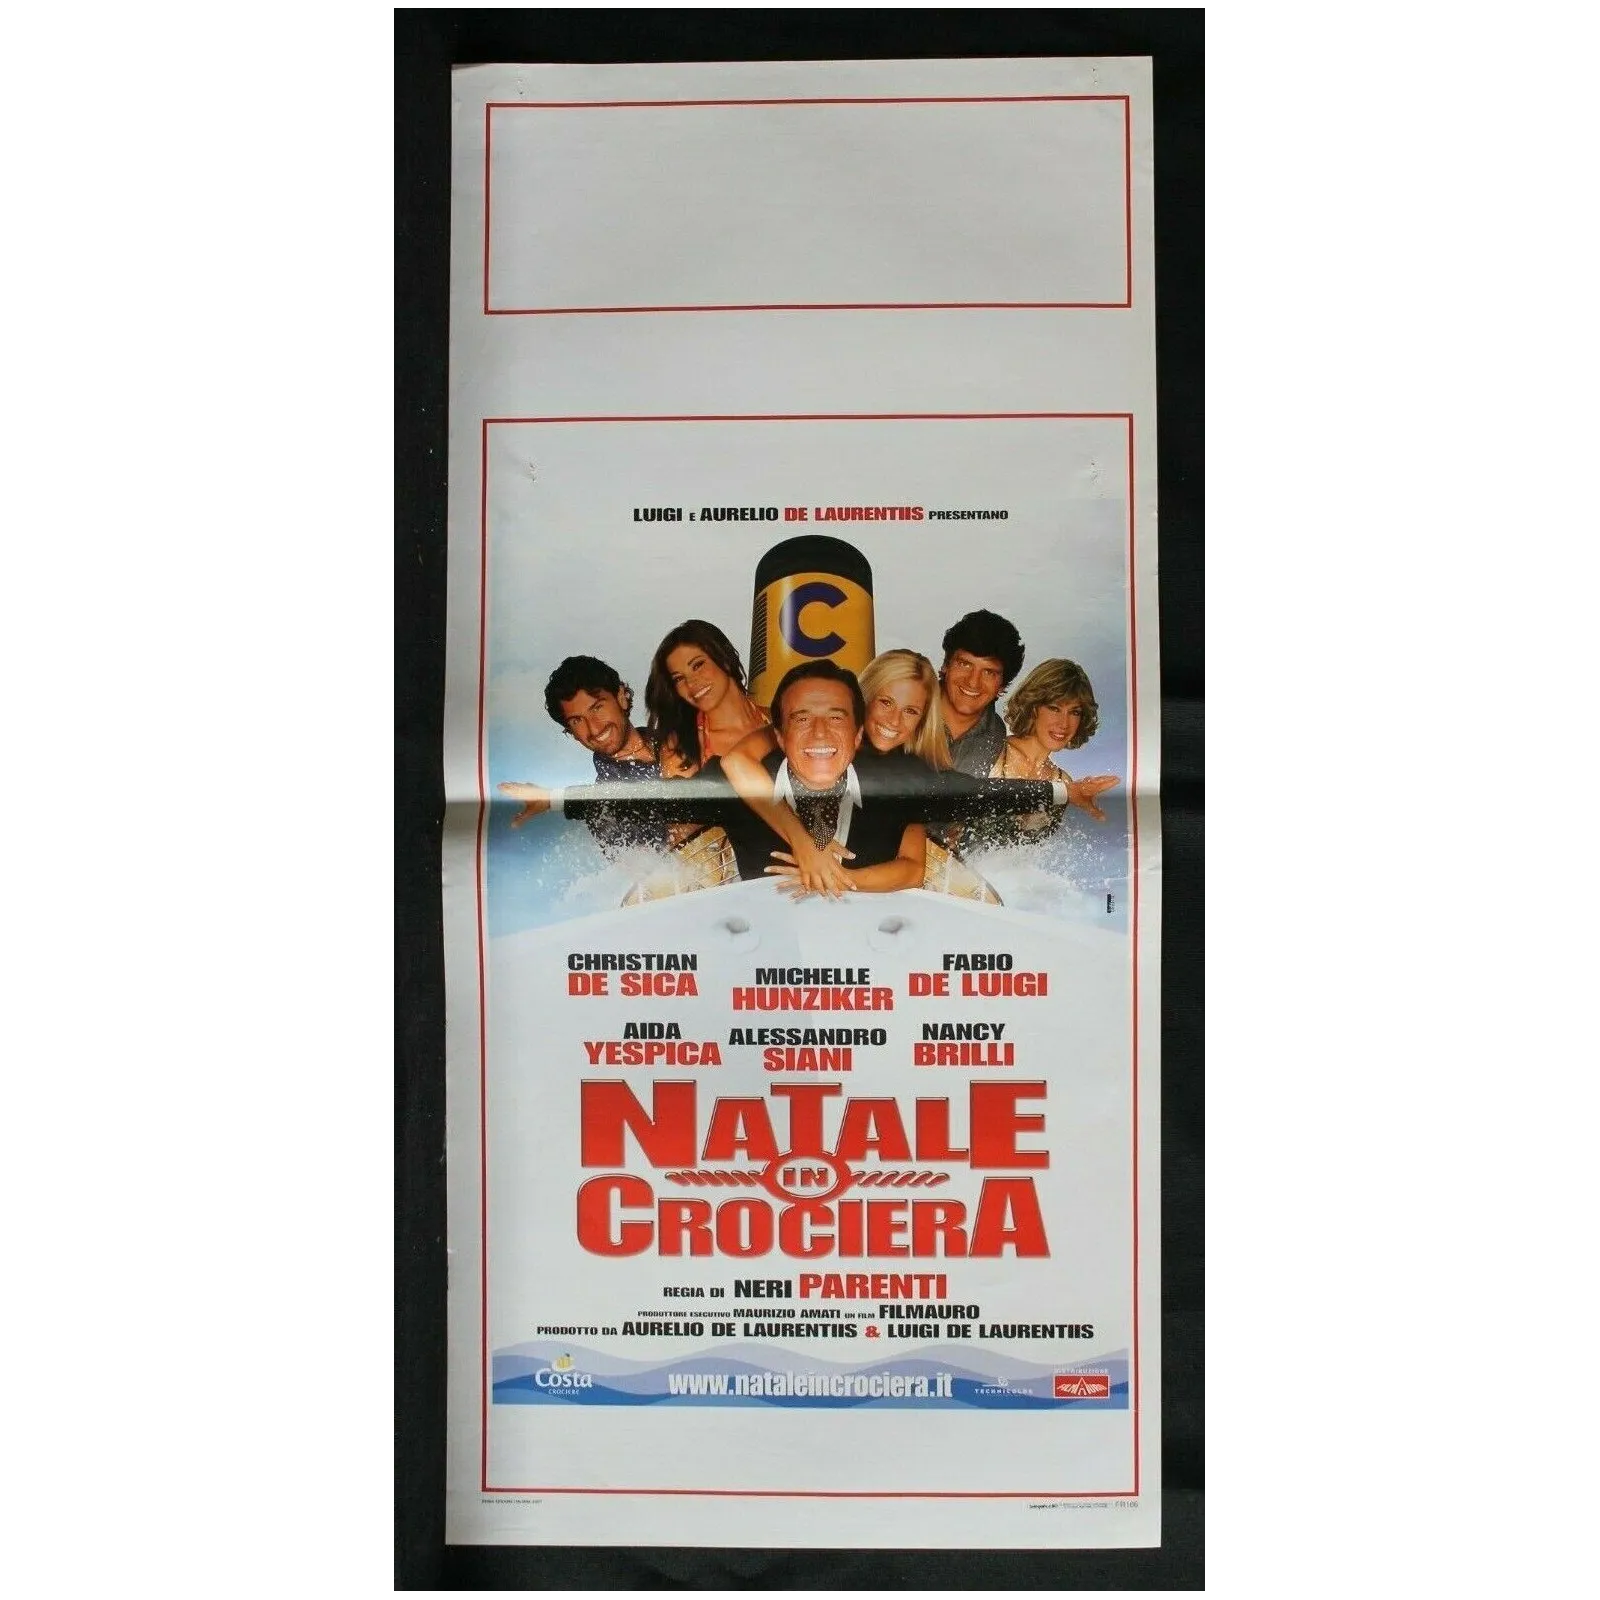 LUIGI E AURELIO DE LAURENTIIS PRESENTANO
C
CHRISTIAN
DE SICA
MICHELLE
HUNZIKER
FABIO
DE LUIGI
AIDA
YESPICA
ALESSANDRO
SIANI
NANCY
BRILLI
NATALE
IN
CROCIERA
REGIA DI NERI PARENTI
PRODUTTORE ESECUTIVO MAURIZIO AMATI UN FILM FILMAURO
PRODOTTO DA AURELIO DE LAURENTIIS & LUIGI DE LAURENTIIS
Costa
CROCIERE
www.nataleincrociera.it
TECHNICOLOR
DISTRIBUZIONE
FILMAURO